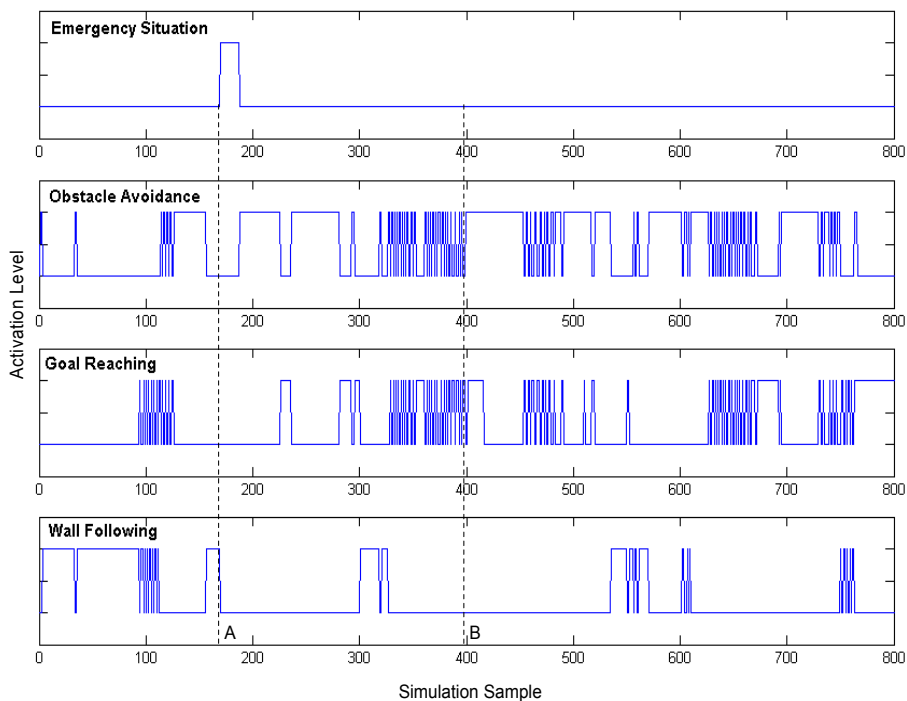 Emergency Situation
0 100 200 300 400 500 600 700 800
Obstacle Avoidance
0 100 200 300 400 500 600 700 800
Activation Level
Goal Reaching
0 100 200 300 400 500 600 700 800
Wall Following
A B
0 100 200 300 400 500 600 700 800
Simulation Sample